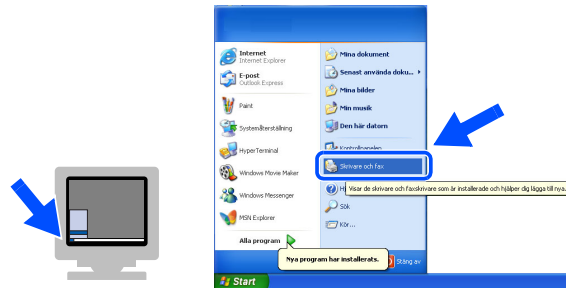 Internet
Internet Explorer
E-post
Outlook Express
Paint
Systemåterställning
HyperTerminal
Windows Movie Maker
Windows Messenger
MSN Explorer
Alla program
Mina dokument
Senast använda doku...
Mina bilder
Min musik
Den här datorn
Kontrollpanelen
Skrivare och fax
Visar de skrivare och faxskrivare som är installerade och hjälper dig lägga till nya.
Sök
Kör...
Nya program har installerats.
Stäng av
Start